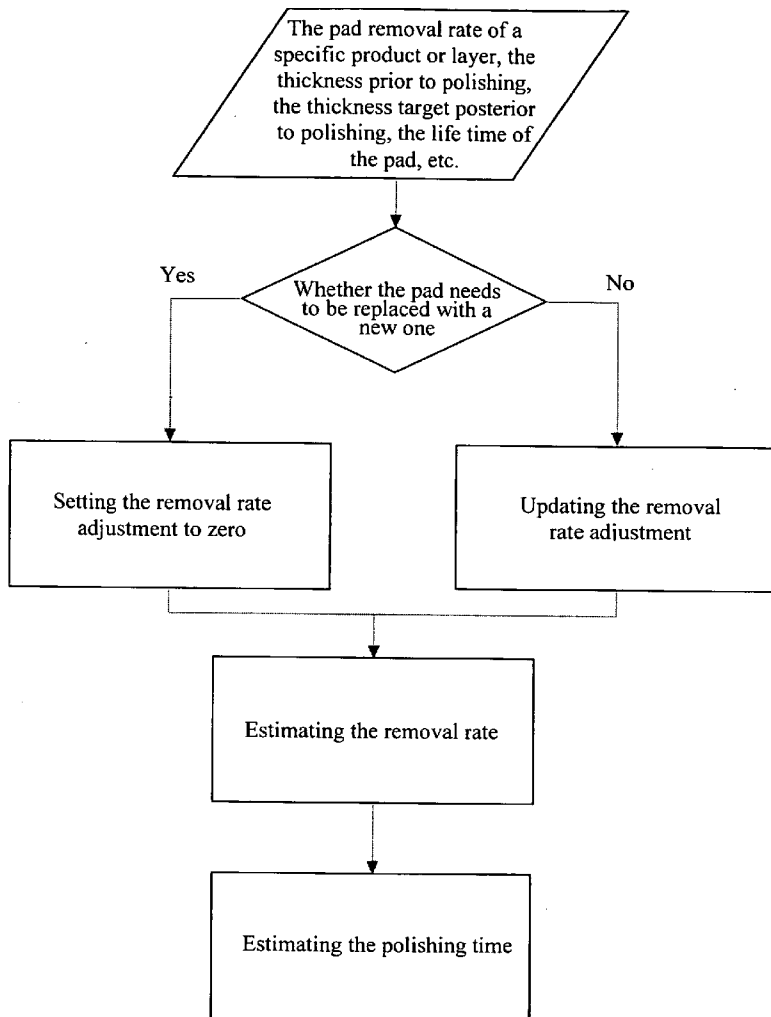 The pad removal rate of a
specific product or layer, the
thickness prior to polishing,
the thickness target posterior
to polishing, the life time of
the pad, etc.
Yes
No
Whether the pad needs
to be replaced with a
new one
Setting the removal rate
adjustment to zero
Updating the removal
rate adjustment
Estimating the removal rate
Estimating the polishing time